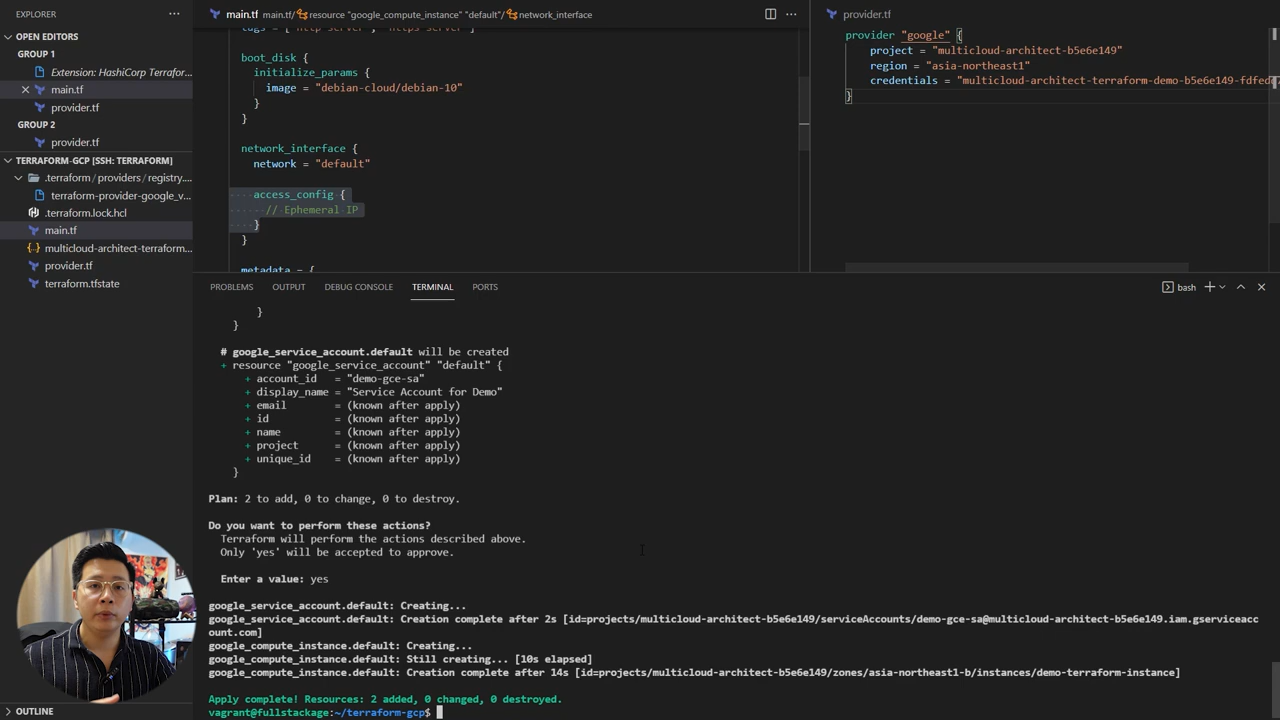 EXPLORER
OPEN EDITORS
GROUP 1
Extension: HashiCorp Terrafor...
main.tf
provider.tf
GROUP 2
provider.tf
TERRAFORM-GCP [SSH: TERRAFORM]
.terraform / providers / registry....
terraform-provider-google_v...
.terraform.lock.hcl
main.tf
multicloud-architect-terraform...
provider.tf
terraform.tfstate
OUTLINE
main.tf main.tf/ resource "google_compute_instance" "default"/ network_interface
boot_disk {
initialize_params {
image = "debian-cloud/debian-10"
}
}
network_interface {
network = "default"
access_config {
// Ephemeral IP
}
}
metadata = {
provider.tf
provider "google" {
project = "multicloud-architect-b5e6e149"
region = "asia-northeast1"
credentials = "multicloud-architect-terraform-demo-b5e6e149-fdfed
}
PROBLEMS OUTPUT DEBUG CONSOLE TERMINAL PORTS
bash
}
}
# google_service_account.default will be created
+ resource "google_service_account" "default" {
+ account_id = "demo-gce-sa"
+ display_name = "Service Account for Demo"
+ email = (known after apply)
+ id = (known after apply)
+ name = (known after apply)
+ project = (known after apply)
+ unique_id = (known after apply)
}
Plan: 2 to add, 0 to change, 0 to destroy.
Do you want to perform these actions?
Terraform will perform the actions described above.
Only 'yes' will be accepted to approve.
Enter a value: yes
google_service_account.default: Creating...
google_service_account.default: Creation complete after 2s [id=projects/multicloud-architect-b5e6e149/serviceAccounts/demo-gce-sa@multicloud-architect-b5e6e149.iam.gserviceacc
ount.com]
google_compute_instance.default: Creating...
google_compute_instance.default: Still creating... [10s elapsed]
google_compute_instance.default: Creation complete after 14s [id=projects/multicloud-architect-b5e6e149/zones/asia-northeast1-b/instances/demo-terraform-instance]
Apply complete! Resources: 2 added, 0 changed, 0 destroyed.
vagrant@fullstack:~/terraform-gcp$